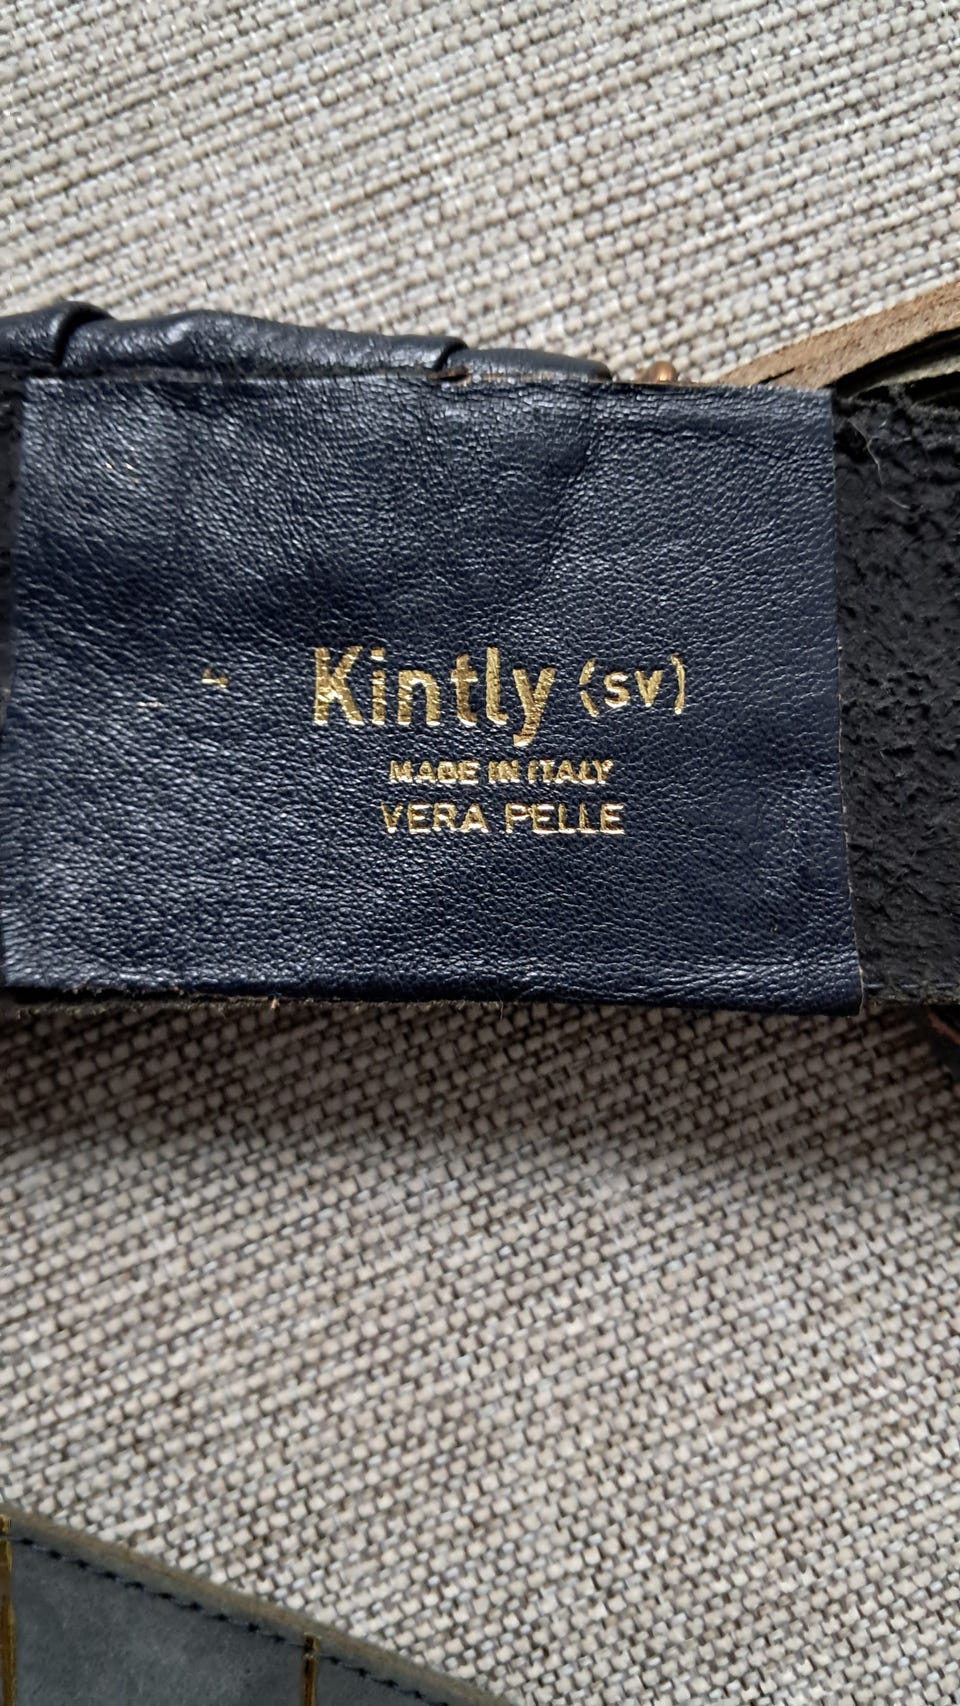 Kintly (sv)
MADE IN ITALY
VERA PELLE